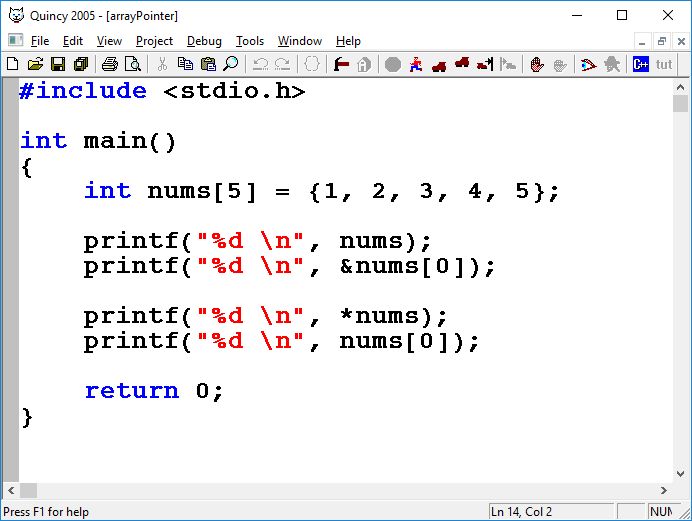 Quincy 2005 - [arrayPointer]
File Edit View Project Debug Tools Window Help
C++ tut
#include <stdio.h>
int main()
{
    int nums[5] = {1, 2, 3, 4, 5};
    printf("%d \n", nums);
    printf("%d \n", &nums[0]);
    printf("%d \n", *nums);
    printf("%d \n", nums[0]);
    return 0;
}
Press F1 for help Ln 14, Col 2 NUM